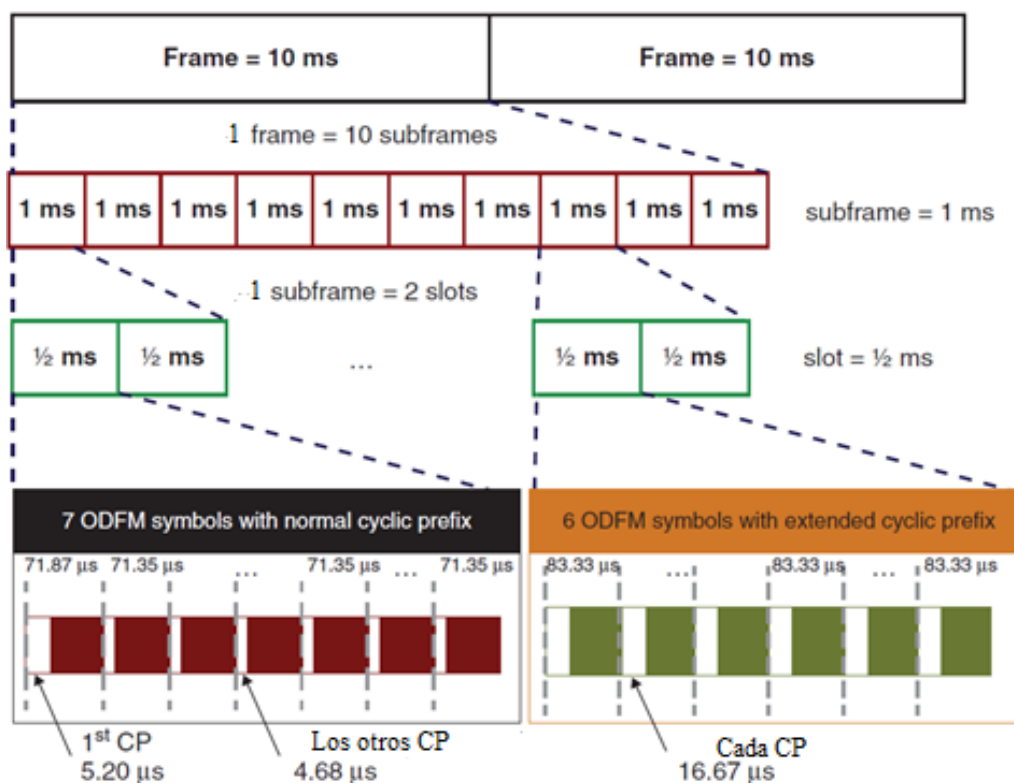 Frame = 10 ms Frame = 10 ms
1 frame = 10 subframes
1 ms 1 ms 1 ms 1 ms 1 ms 1 ms 1 ms 1 ms 1 ms 1 ms subframe = 1 ms
1 subframe = 2 slots
½ ms ½ ms ... ½ ms ½ ms slot = ½ ms
7 ODFM symbols with normal cyclic prefix
71.87 µs 71.35 µs ... 71.35 µs ... 71.35 µs
1st CP
5.20 µs
Los otros CP
4.68 µs
6 ODFM symbols with extended cyclic prefix
83.33 µs ... 83.33 µs ... 83.33 µs
Cada CP
16.67 µs